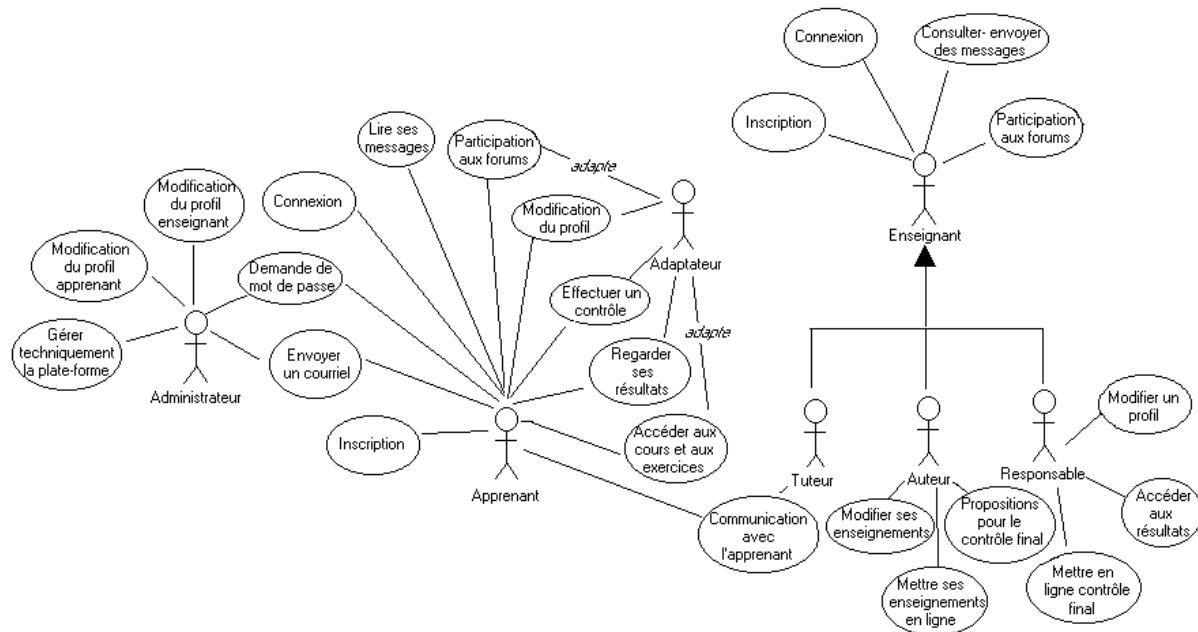 Connexion
Consulter- envoyer
des messages
Inscription
Participation
aux forums
Enseignant
Lire ses
messages
Participation
aux forums
adapte
Modification
du profil
enseignant
Connexion
Modification
du profil
Adaptateur
Modification
du profil
apprenant
Demande de
mot de passe
Effectuer un
contrôle
adapte
Gérer
techniquement
la plate-forme
Administrateur
Envoyer
un courriel
Regarder
ses
résultats
Inscription
Apprenant
Accéder aux
cours et aux
exercices
Communication
avec
l'apprenant
Tuteur
Auteur
Responsable
Modifier un
profil
Modifier ses
enseignements
Propositions
pour le
contrôle final
Accéder
aux
résultats
Mettre ses
enseignements
en ligne
Mettre en
ligne contrôle
final